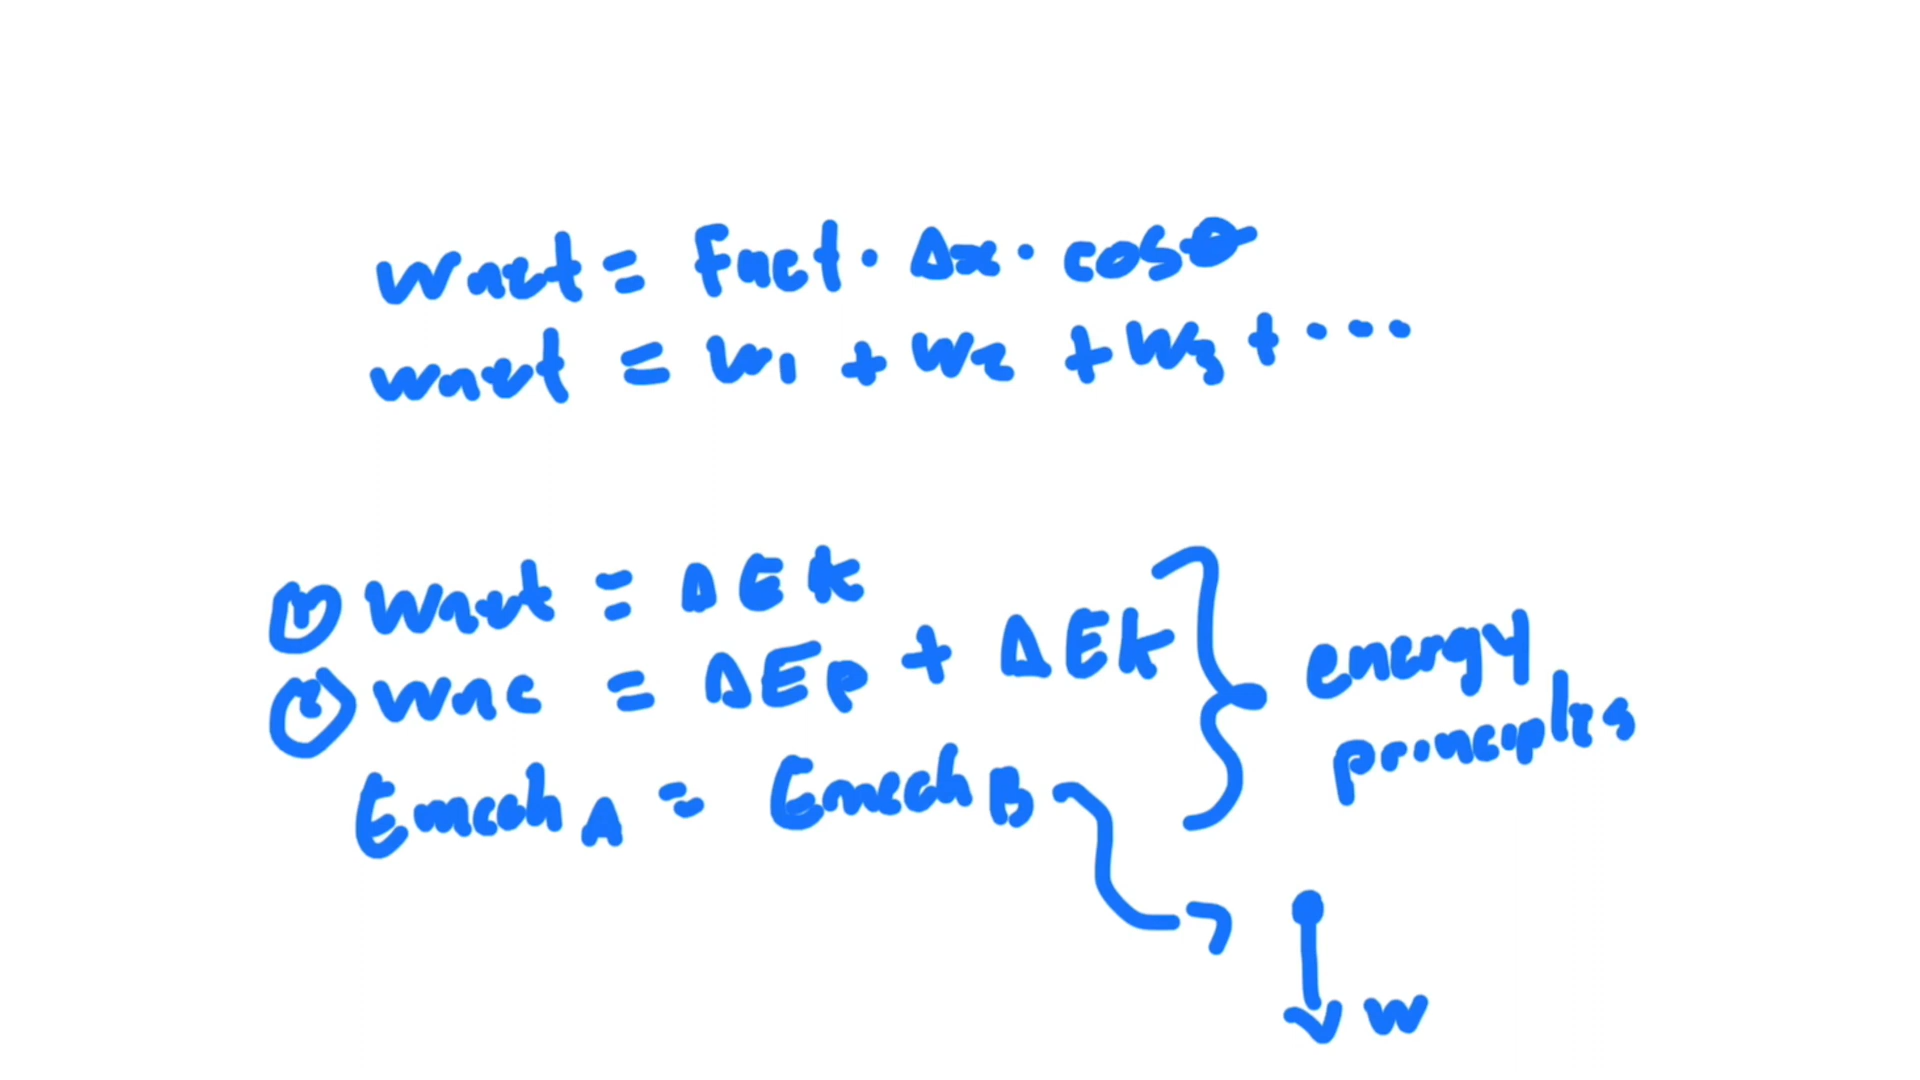 Wnet = Fnet · Δx · cosθ
Wnet = W1 + W2 + W3 + ...
① Wnet = ΔEK
② Wnc = ΔEp + ΔEK
Emech A = Emech B
energy
principles
W